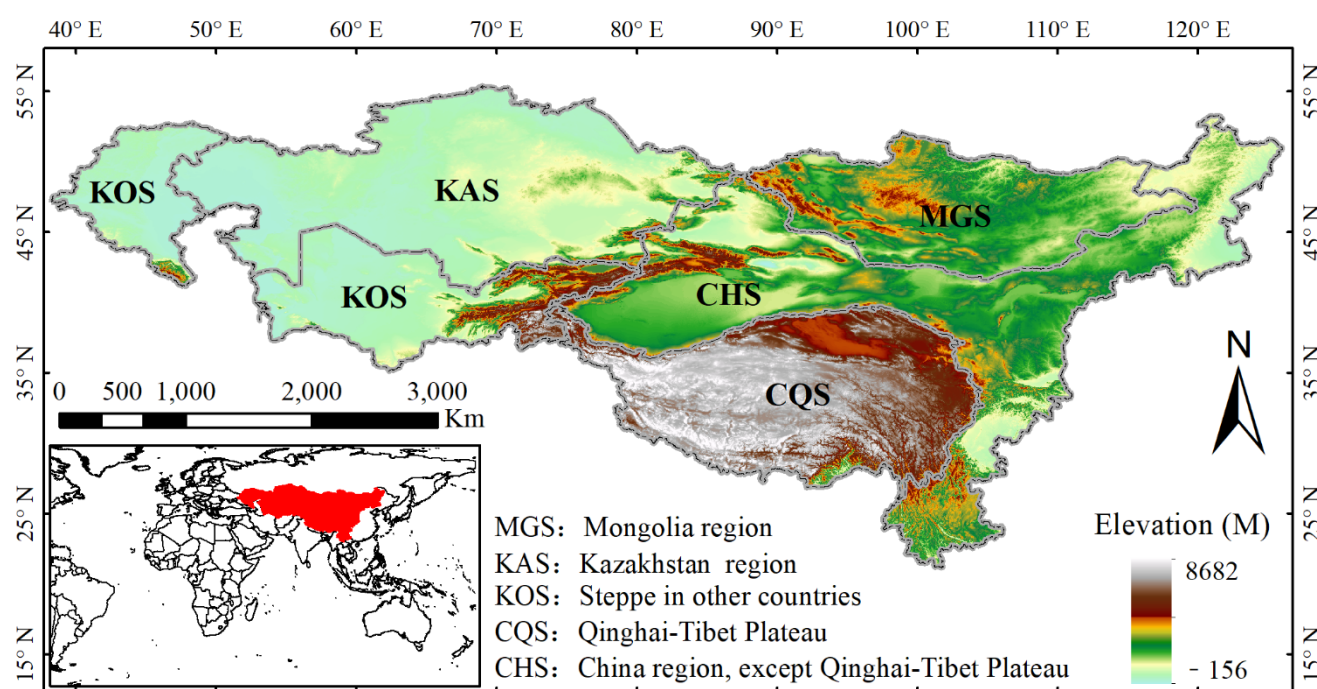 40° E 50° E 60° E 70° E 80° E 90° E 100° E 110° E 120° E
55° N 55° N
45° N 45° N
35° N 35° N
25° N 25° N
15° N 15° N
KOS
KAS
MGS
KOS
CHS
CQS
N
0 500 1,000 2,000 3,000
Km
MGS： Mongolia region
KAS： Kazakhstan region
KOS： Steppe in other countries
CQS： Qinghai-Tibet Plateau
CHS： China region, except Qinghai-Tibet Plateau
Elevation (M)
8682
- 156